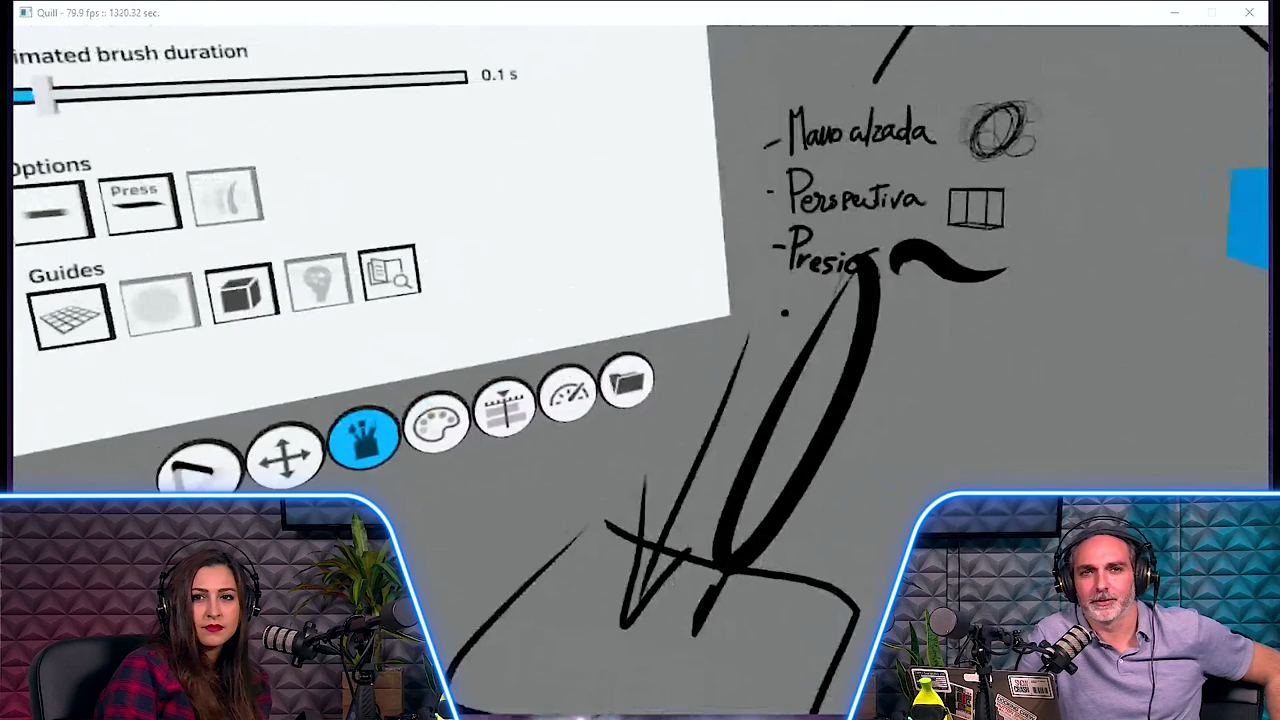 Quill - 79.9 fps :: 1320.32 sec.
imated brush duration
0.1 s
Options
Press
Guides
- Mano alzada
- Perspectiva
- Presio